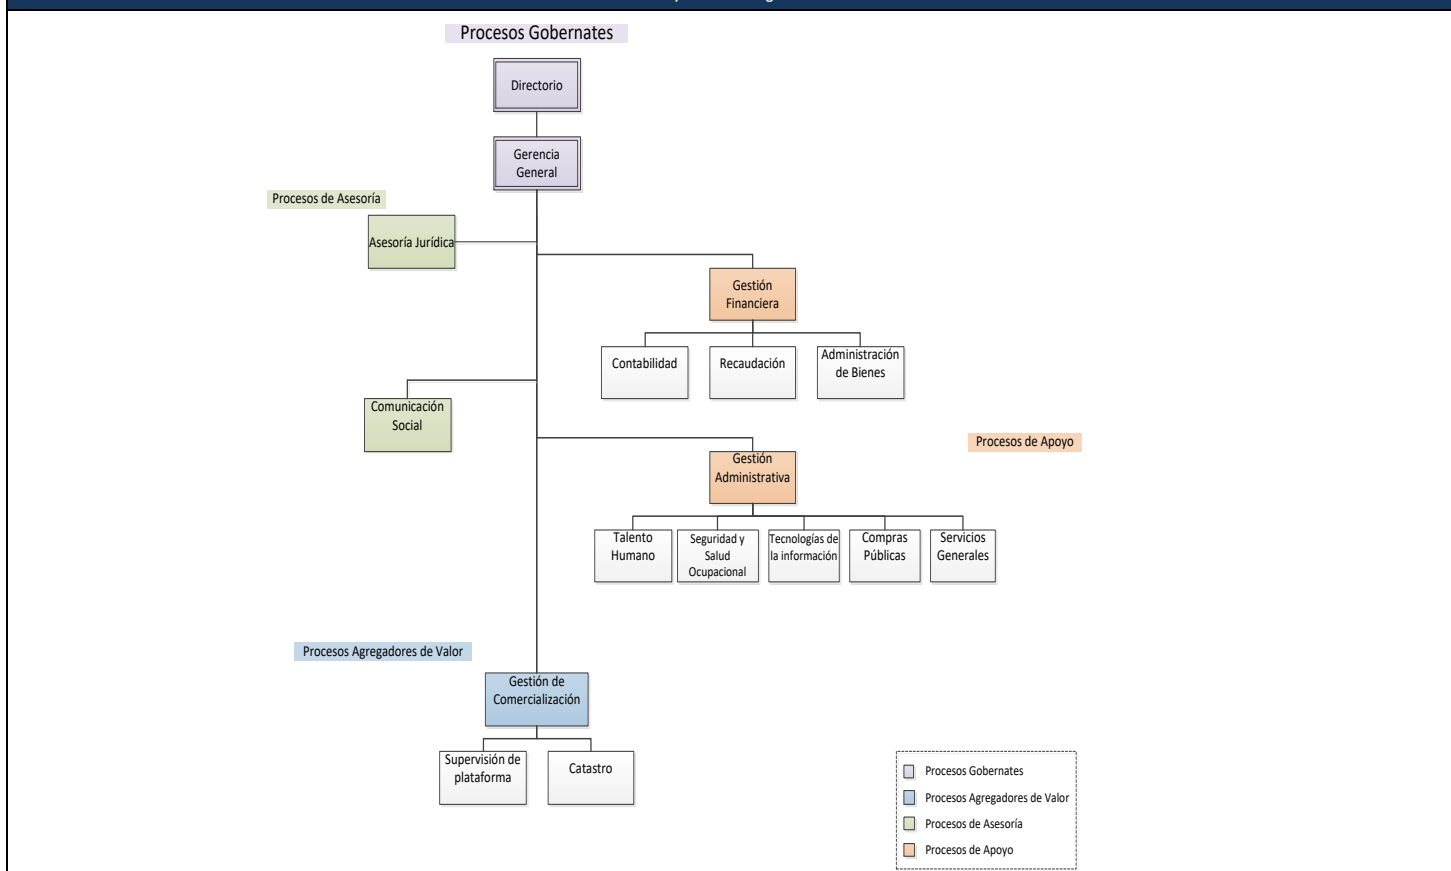 Procesos Gobernates
Directorio
Gerencia
General
Procesos de Asesoría
Asesoría Jurídica
Gestión
Financiera
Contabilidad
Recaudación
Administración
de Bienes
Comunicación
Social
Procesos de Apoyo
Gestión
Administrativa
Talento
Humano
Seguridad y
Salud
Ocupacional
Tecnologías de
la información
Compras
Públicas
Servicios
Generales
Procesos Agregadores de Valor
Gestión de
Comercialización
Supervisión de
plataforma
Catastro
Procesos Gobernates
Procesos Agregadores de Valor
Procesos de Asesoría
Procesos de Apoyo